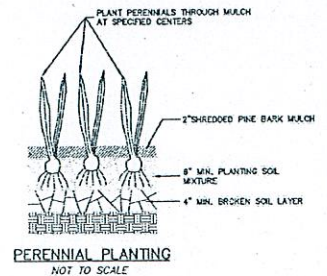 PLANT PERENNIALS THROUGH MULCH
AT SPECIFIED CENTERS
2" SHREDDED PINE BARK MULCH
8" MIN. PLANTING SOIL
MIXTURE
4" MIN. BROKEN SOIL LAYER
PERENNIAL PLANTING
NOT TO SCALE